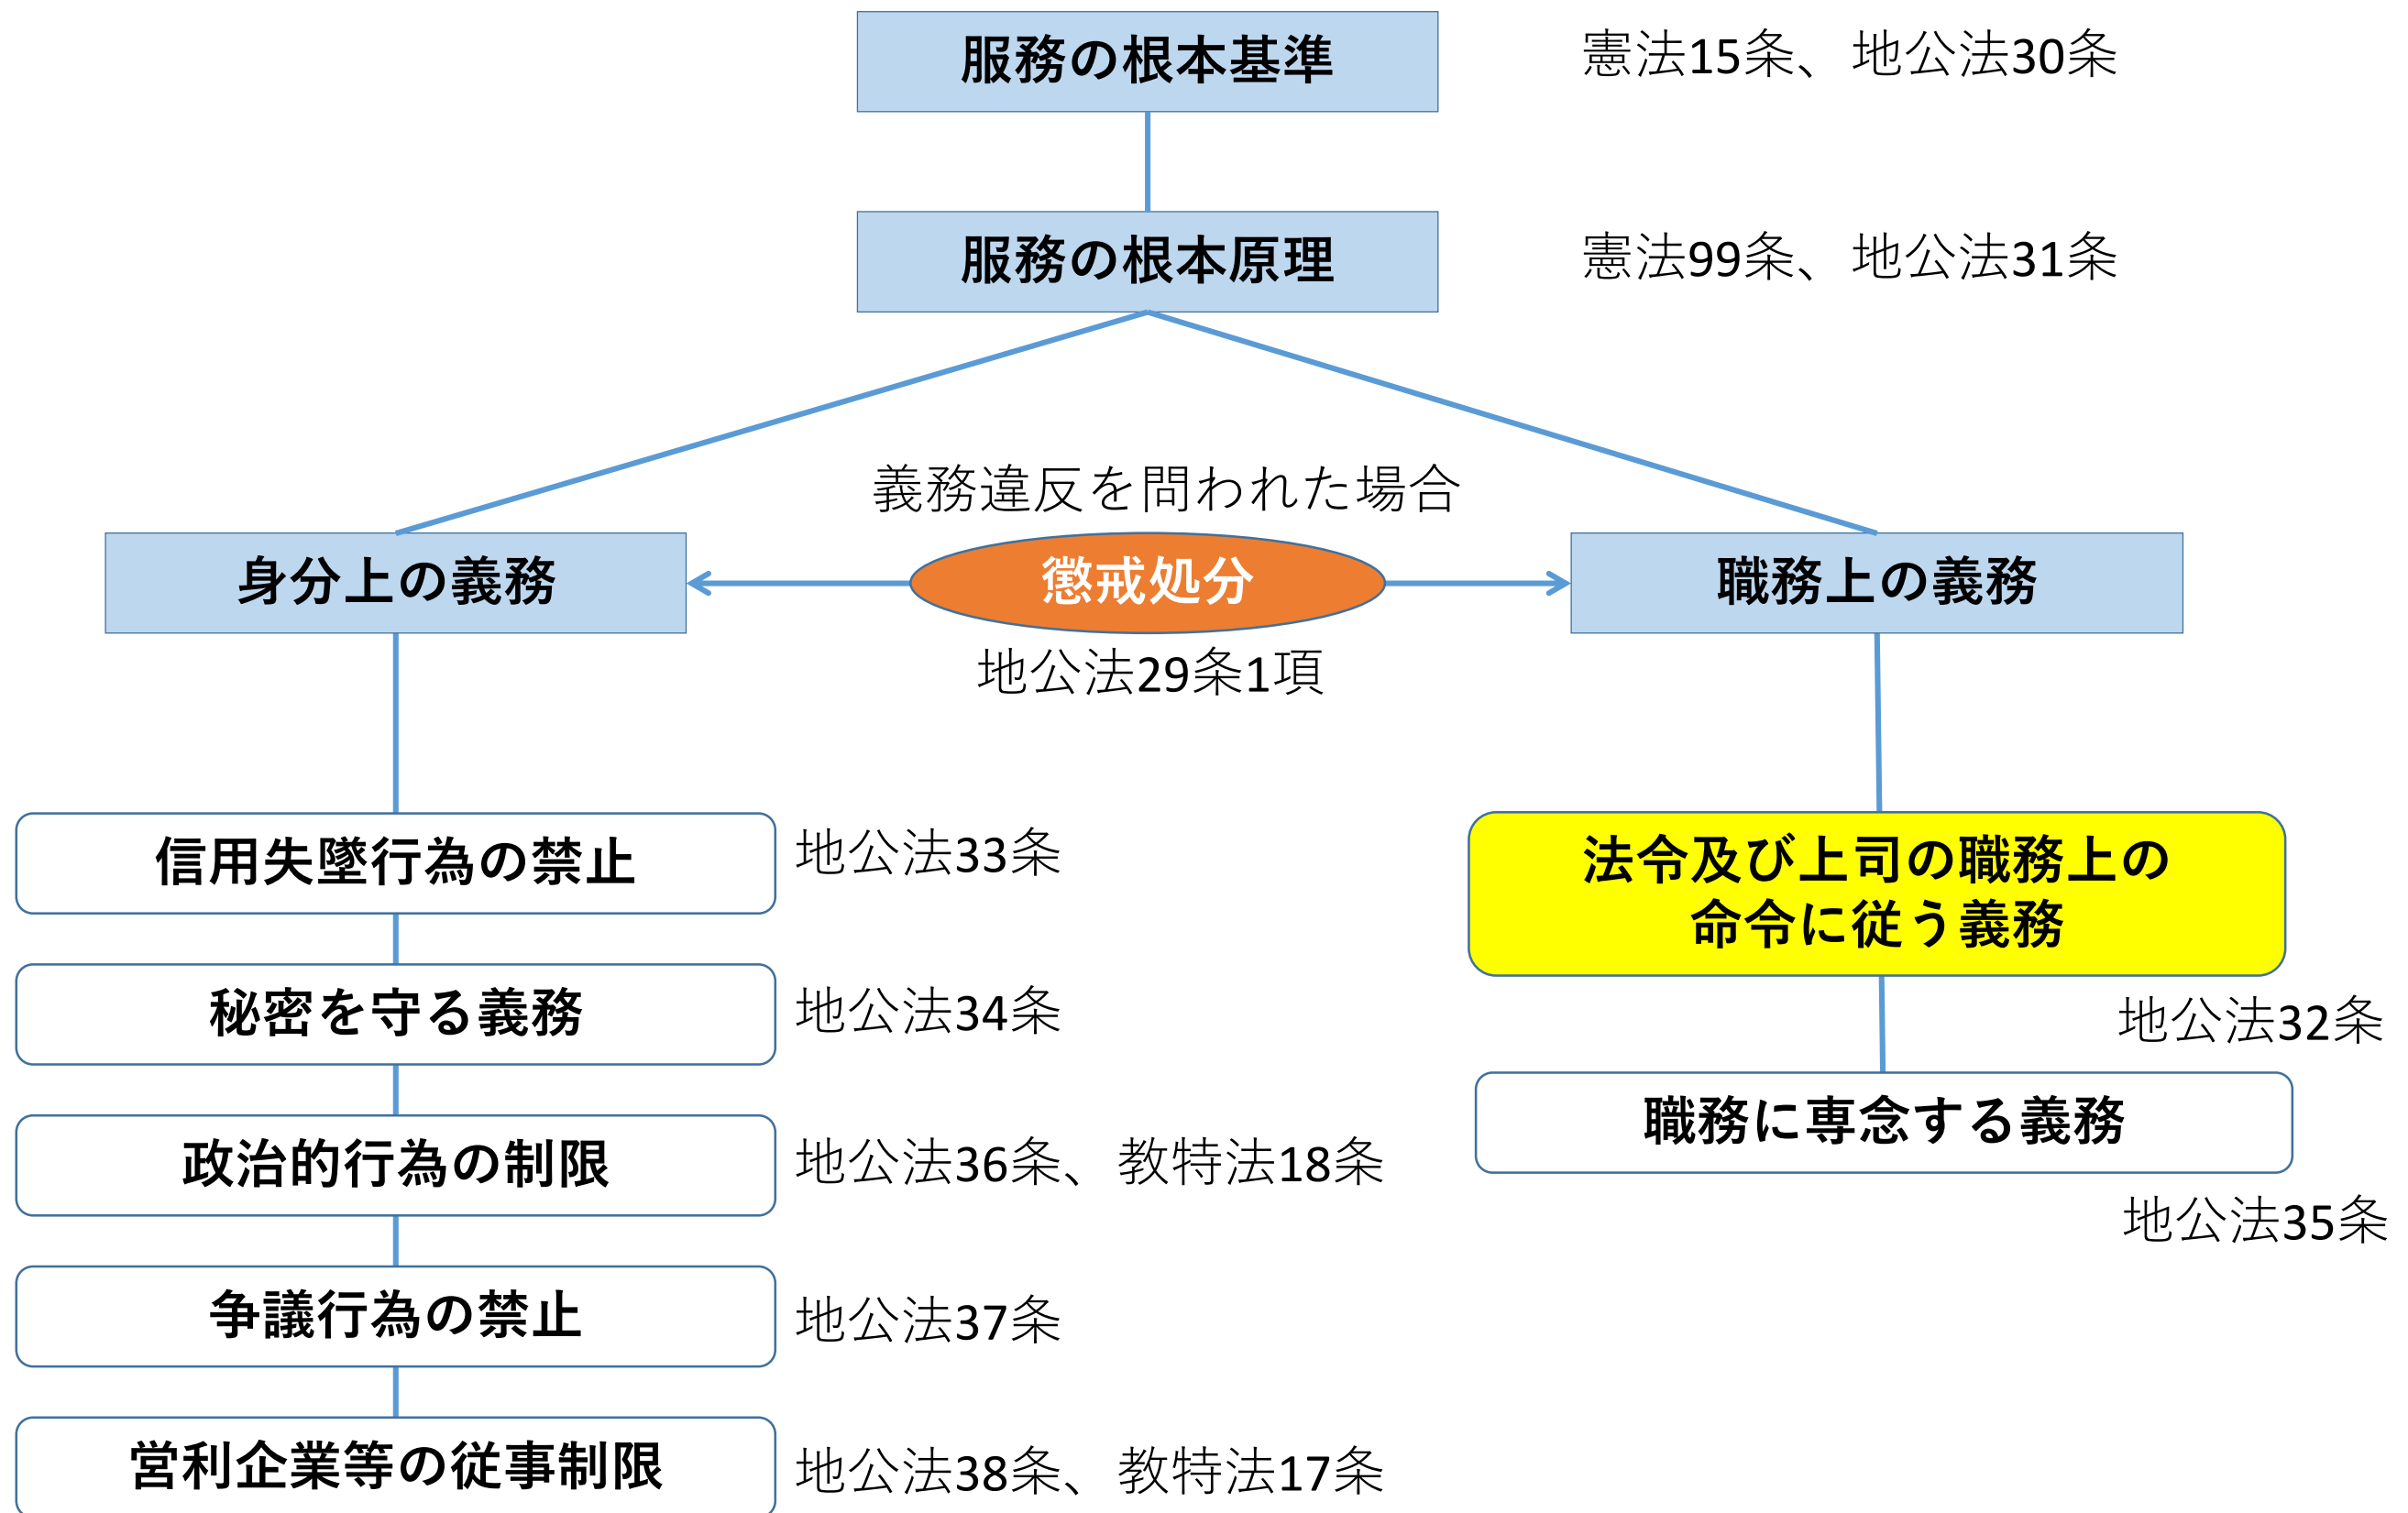 服務の根本基準
憲法15条、地公法30条
服務の根本原理
憲法99条、地公法31条
義務違反を問われた場合
身分上の義務
懲戒処分
職務上の義務
地公法29条1項
信用失墜行為の禁止
地公法33条
秘密を守る義務
地公法34条
政治的行為の制限
地公法36条、教特法18条
争議行為の禁止
地公法37条
営利企業等の従事制限
地公法38条、教特法17条
法令及び上司の職務上の
命令に従う義務
地公法32条
職務に専念する義務
地公法35条